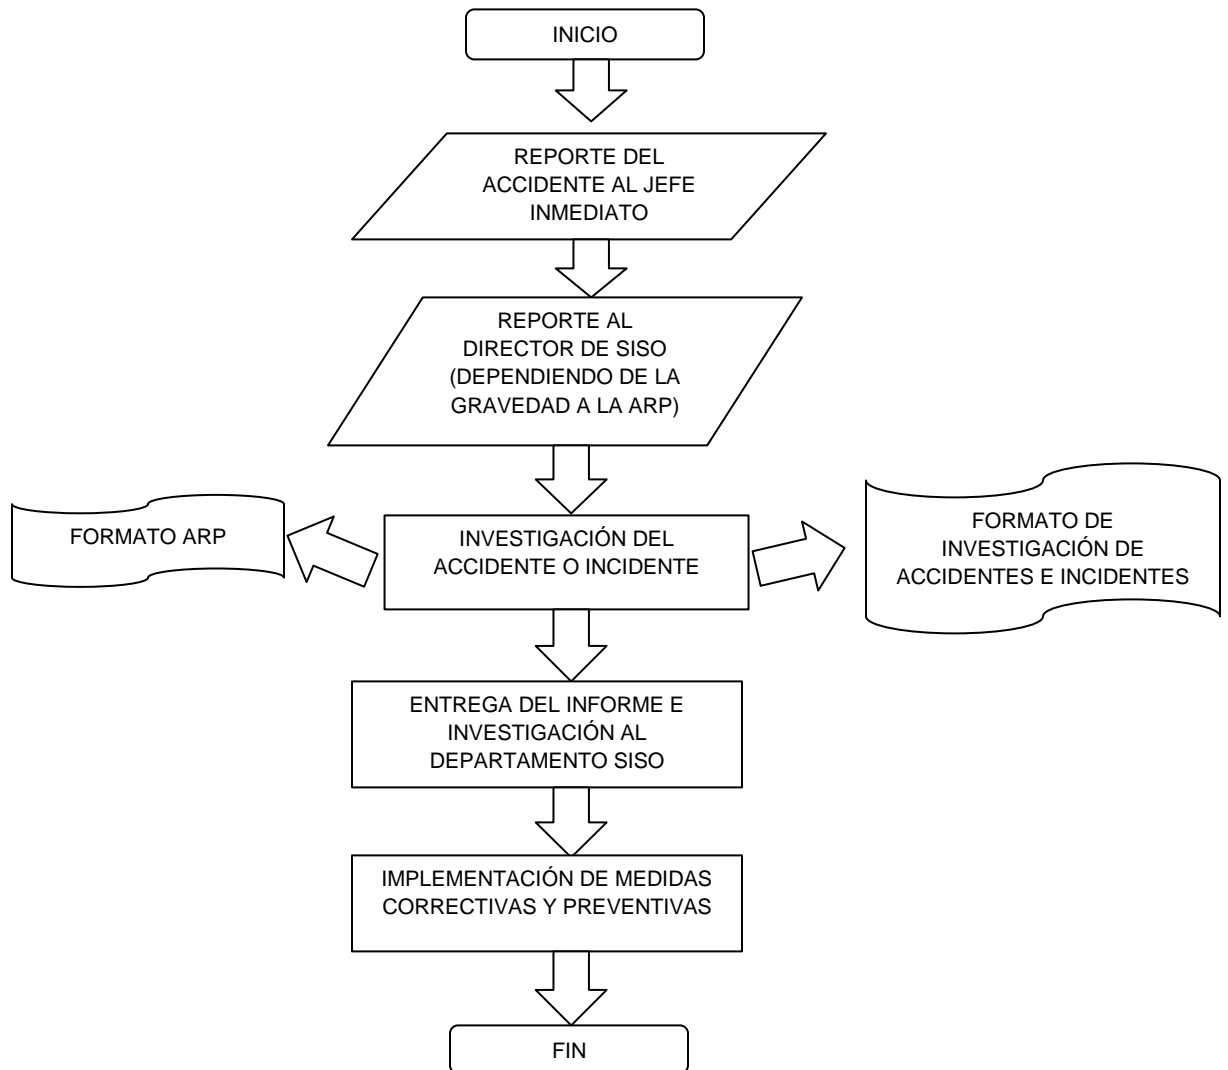 INICIO
REPORTE DEL
ACCIDENTE AL JEFE
INMEDIATO
REPORTE AL
DIRECTOR DE SISO
(DEPENDIENDO DE LA
GRAVEDAD A LA ARP)
FORMATO ARP
INVESTIGACIÓN DEL
ACCIDENTE O INCIDENTE
FORMATO DE
INVESTIGACIÓN DE
ACCIDENTES E INCIDENTES
ENTREGA DEL INFORME E
INVESTIGACIÓN AL
DEPARTAMENTO SISO
IMPLEMENTACIÓN DE MEDIDAS
CORRECTIVAS Y PREVENTIVAS
FIN